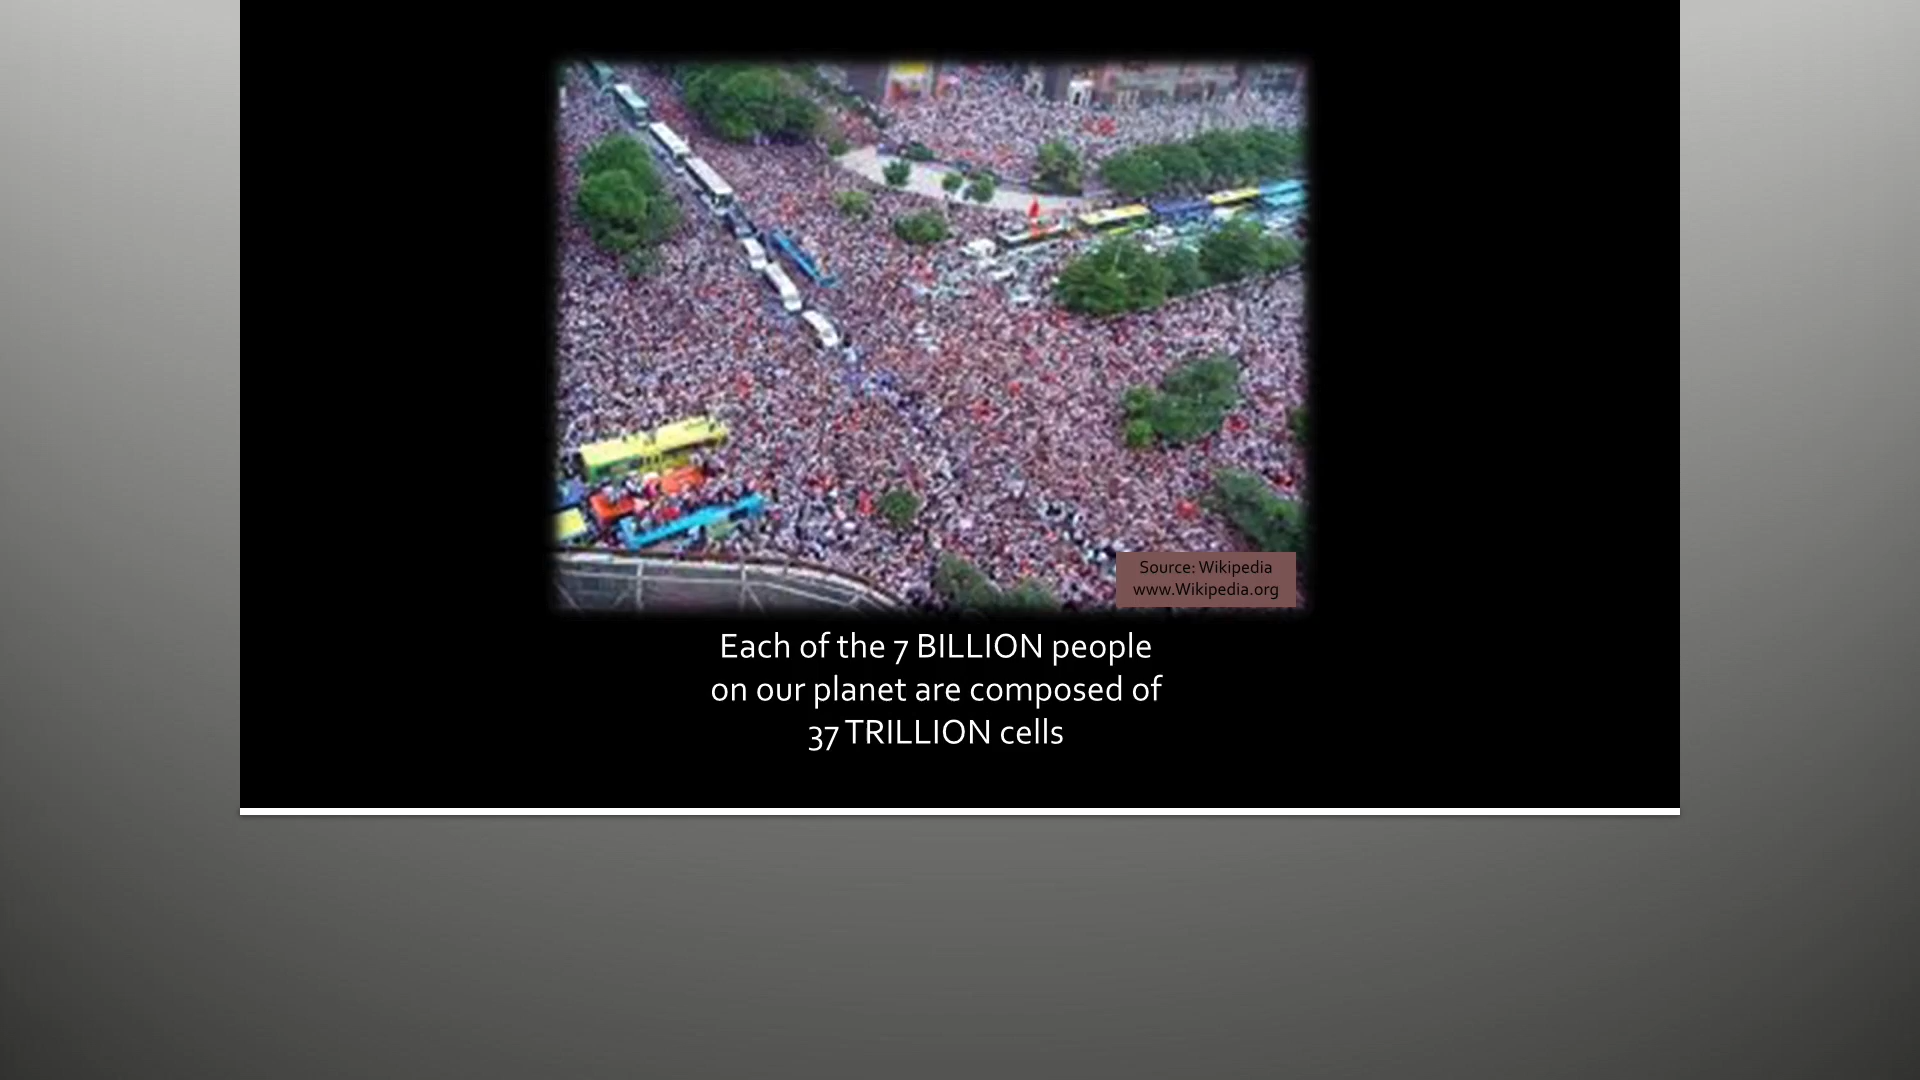 Source: Wikipedia
www.Wikipedia.org
Each of the 7 BILLION people
on our planet are composed of
37 TRILLION cells